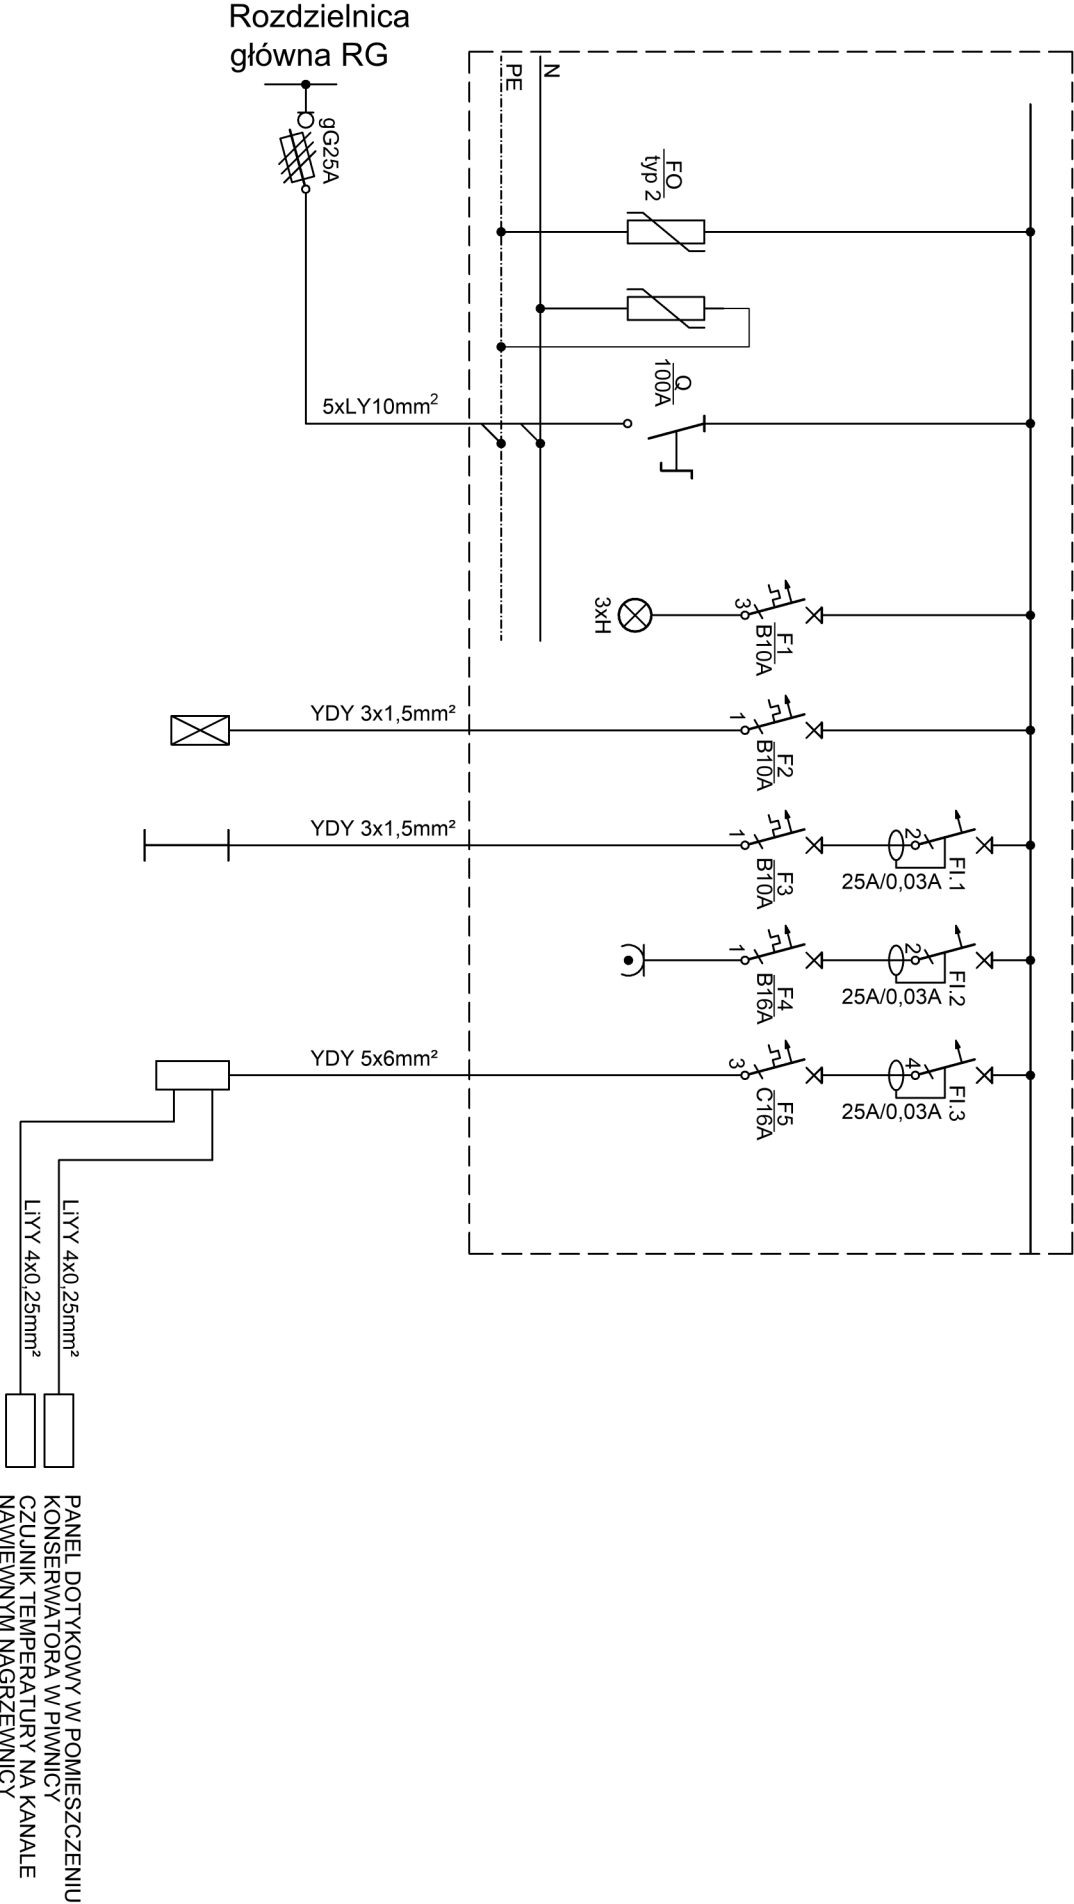 Rozdzielnica
główna RG
gG25A
PE
N
FO
typ 2
Q
100A
5xLY10mm²
3xH
3
F1
B10A
YDY 3x1,5mm²
1
F2
B10A
YDY 3x1,5mm²
1
F3
B10A
2
FI.1
25A/0,03A
1
F4
B16A
2
FI.2
25A/0,03A
YDY 5x6mm²
3
F5
C16A
4
FI.3
25A/0,03A
LiYY 4x0,25mm²
LiYY 4x0,25mm²
PANEL DOTYKOWY W POMIESZCZENIU
KONSERWATORA W PIWNICY
CZUJNIK TEMPERATURY NA KANALE
NAWIEWNYM NAGRZEWNICY